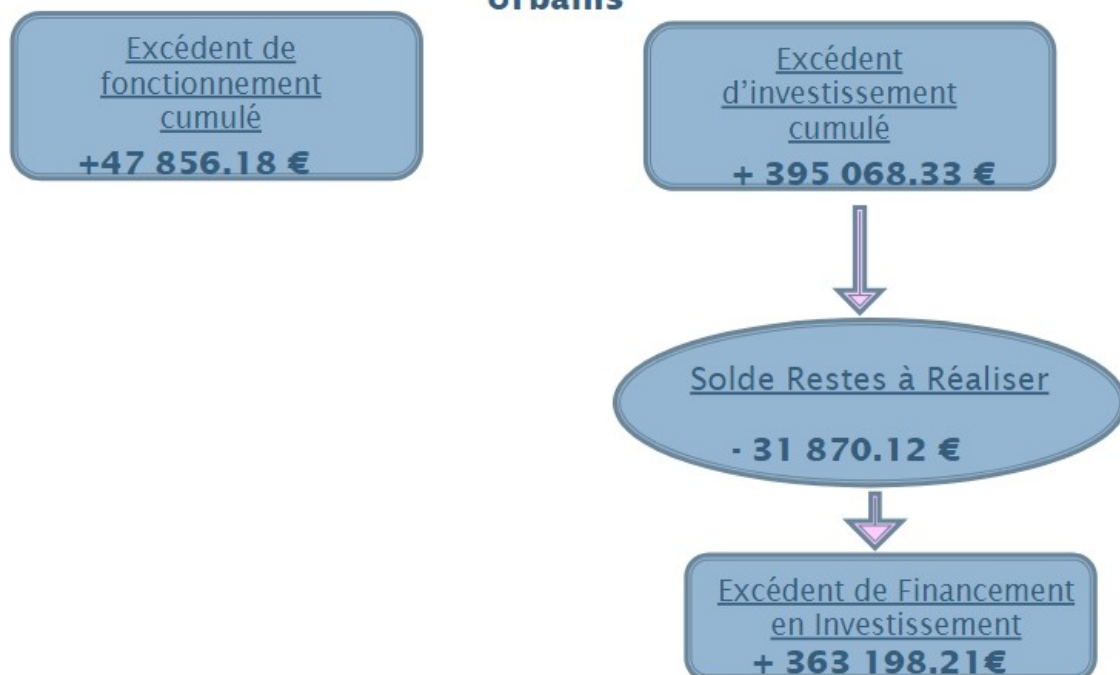 Urbains
Excédent de
fonctionnement
cumulé
+47 856.18 €
Excédent
d’investissement
cumulé
+ 395 068.33 €
Solde Restes à Réaliser
- 31 870.12 €
Excédent de Financement
en Investissement
+ 363 198.21€